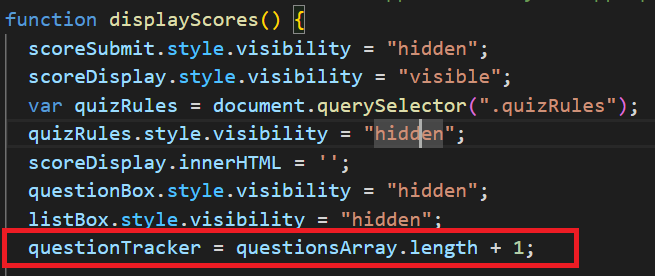 function displayScores() {
scoreSubmit.style.visibility = "hidden";
scoreDisplay.style.visibility = "visible";
var quizRules = document.querySelector(".quizRules");
quizRules.style.visibility = "hidden";
scoreDisplay.innerHTML = '';
questionBox.style.visibility = "hidden";
listBox.style.visibility = "hidden";
questionTracker = questionsArray.length + 1;